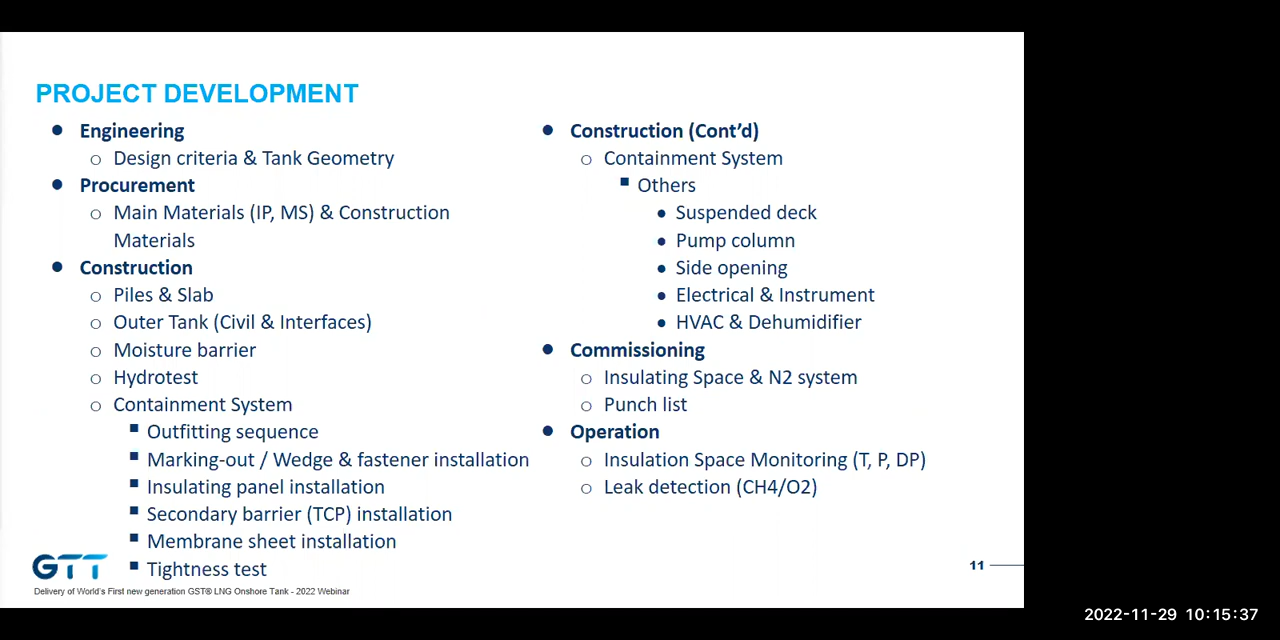 PROJECT DEVELOPMENT
● Engineering
○ Design criteria & Tank Geometry
● Procurement
○ Main Materials (IP, MS) & Construction
Materials
● Construction
○ Piles & Slab
○ Outer Tank (Civil & Interfaces)
○ Moisture barrier
○ Hydrotest
○ Containment System
▪ Outfitting sequence
▪ Marking-out / Wedge & fastener installation
▪ Insulating panel installation
▪ Secondary barrier (TCP) installation
▪ Membrane sheet installation
▪ Tightness test
● Construction (Cont’d)
○ Containment System
▪ Others
• Suspended deck
• Pump column
• Side opening
• Electrical & Instrument
• HVAC & Dehumidifier
● Commissioning
○ Insulating Space & N2 system
○ Punch list
● Operation
○ Insulation Space Monitoring (T, P, DP)
○ Leak detection (CH4/O2)
GTT
11
Delivery of World's First new generation GST® LNG Onshore Tank - 2022 Webinar
2022-11-29 10:15:37